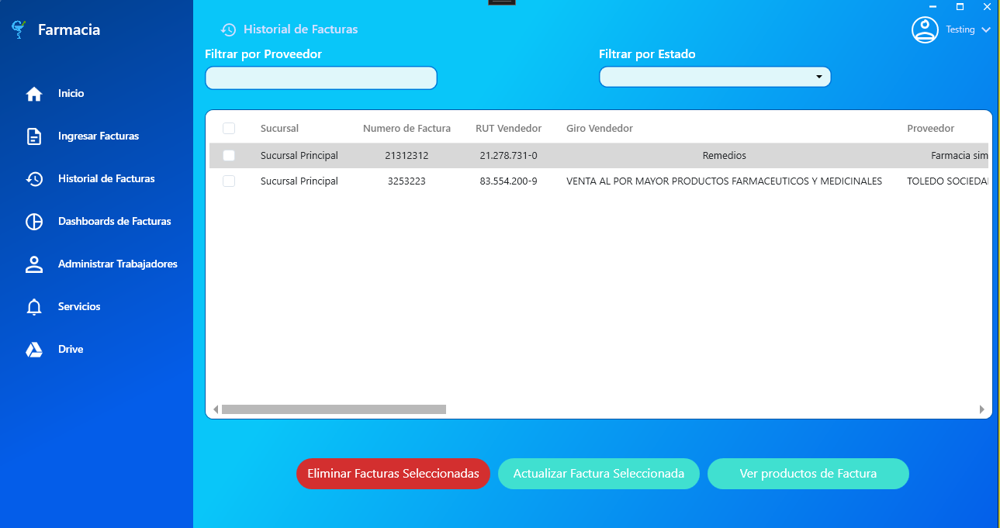 Farmacia
Inicio
Ingresar Facturas
Historial de Facturas
Dashboards de Facturas
Administrar Trabajadores
Servicios
Drive
Historial de Facturas
Testing
Filtrar por Proveedor
Filtrar por Estado
Sucursal Numero de Factura RUT Vendedor Giro Vendedor Proveedor
Sucursal Principal 21312312 21.278.731-0 Remedios Farmacia sim
Sucursal Principal 3253223 83.554.200-9 VENTA AL POR MAYOR PRODUCTOS FARMACEUTICOS Y MEDICINALES TOLEDO SOCIEDA
Eliminar Facturas Seleccionadas
Actualizar Factura Seleccionada
Ver productos de Factura